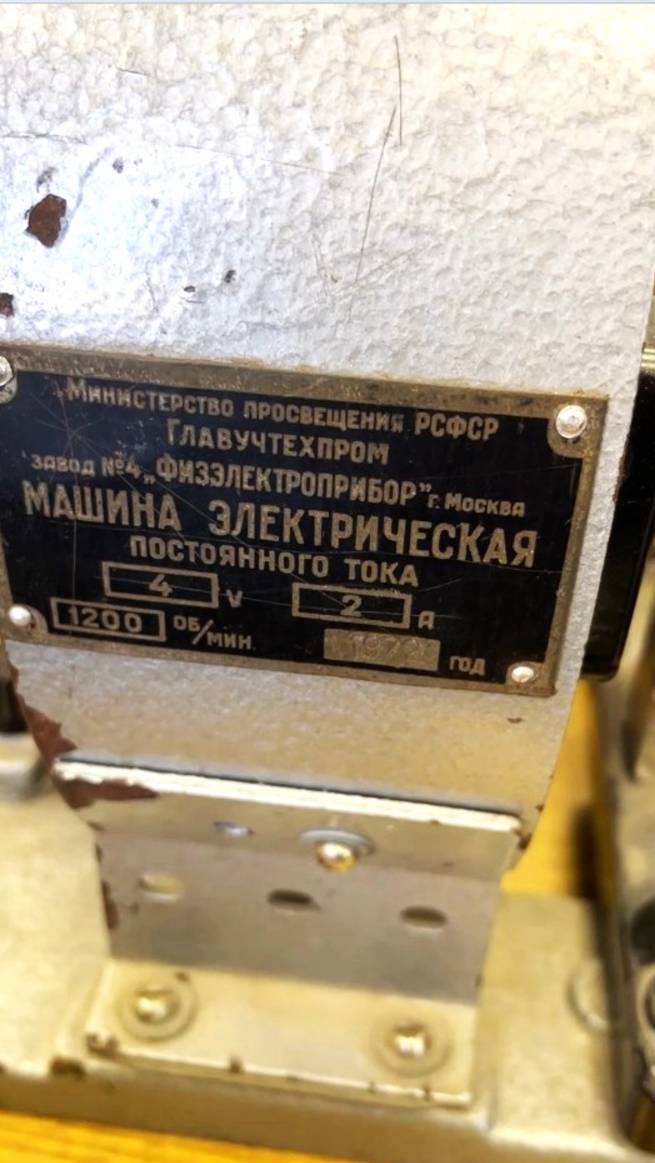 Министерство просвещения РСФСР
Главучтехпром
завод №4 „Физэлектроприбор” г. Москва
МАШИНА ЭЛЕКТРИЧЕСКАЯ
ПОСТОЯННОГО ТОКА
4 V 2 А
1200 ОБ/МИН
год